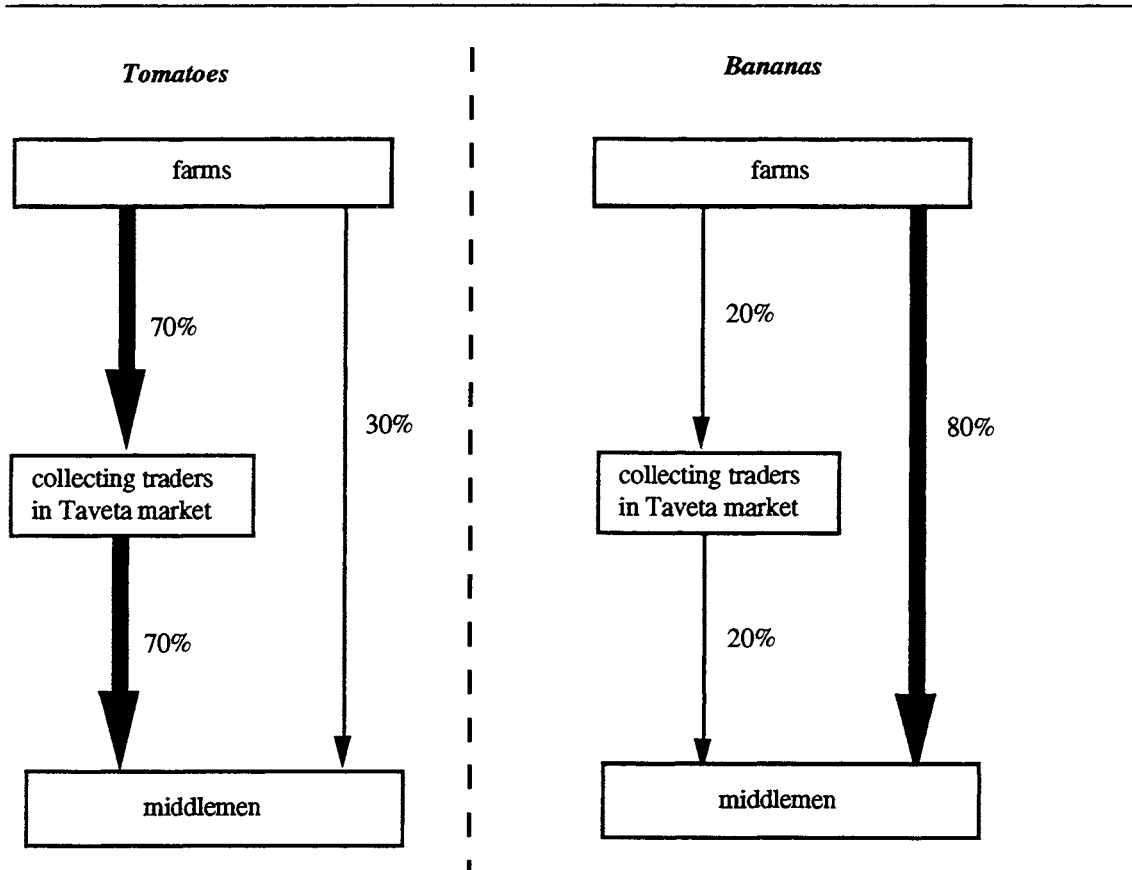 Tomatoes
farms
70%
30%
collecting traders
in Taveta market
70%
middlemen
Bananas
farms
20%
80%
collecting traders
in Taveta market
20%
middlemen